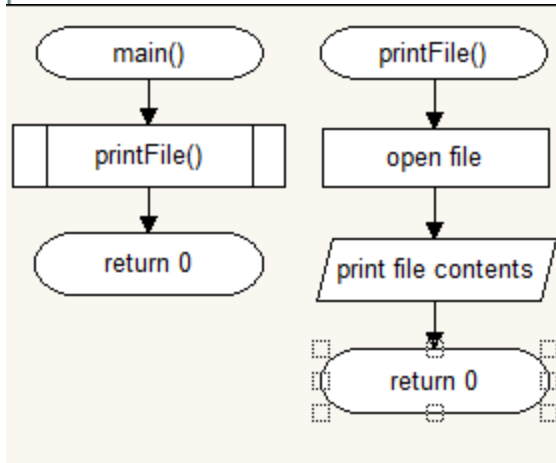 main()
printFile()
return 0
printFile()
open file
print file contents
return 0